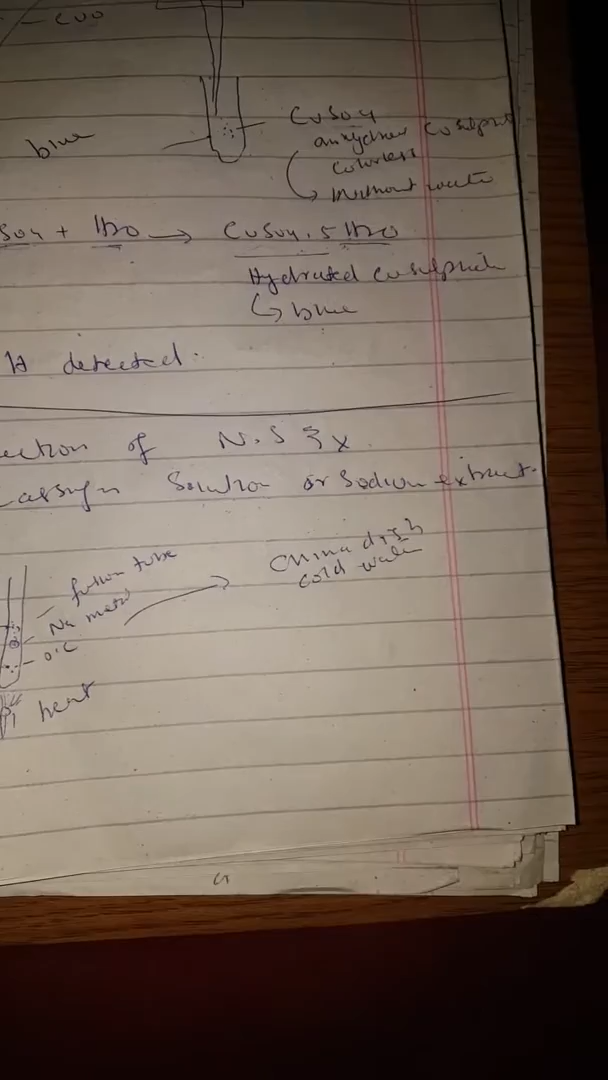 CuO
CuSO4
anhydrous Cu sulphate
colorless
blue
without water
SO4 + H2O → CuSO4.5H2O
Hydrated Cu sulphate
↳ blue
H detected.
ection of N.S & X
Lassign Solution or Sodium extract.
fusion tube
China dish
cold water
Na metal
O.C
heat